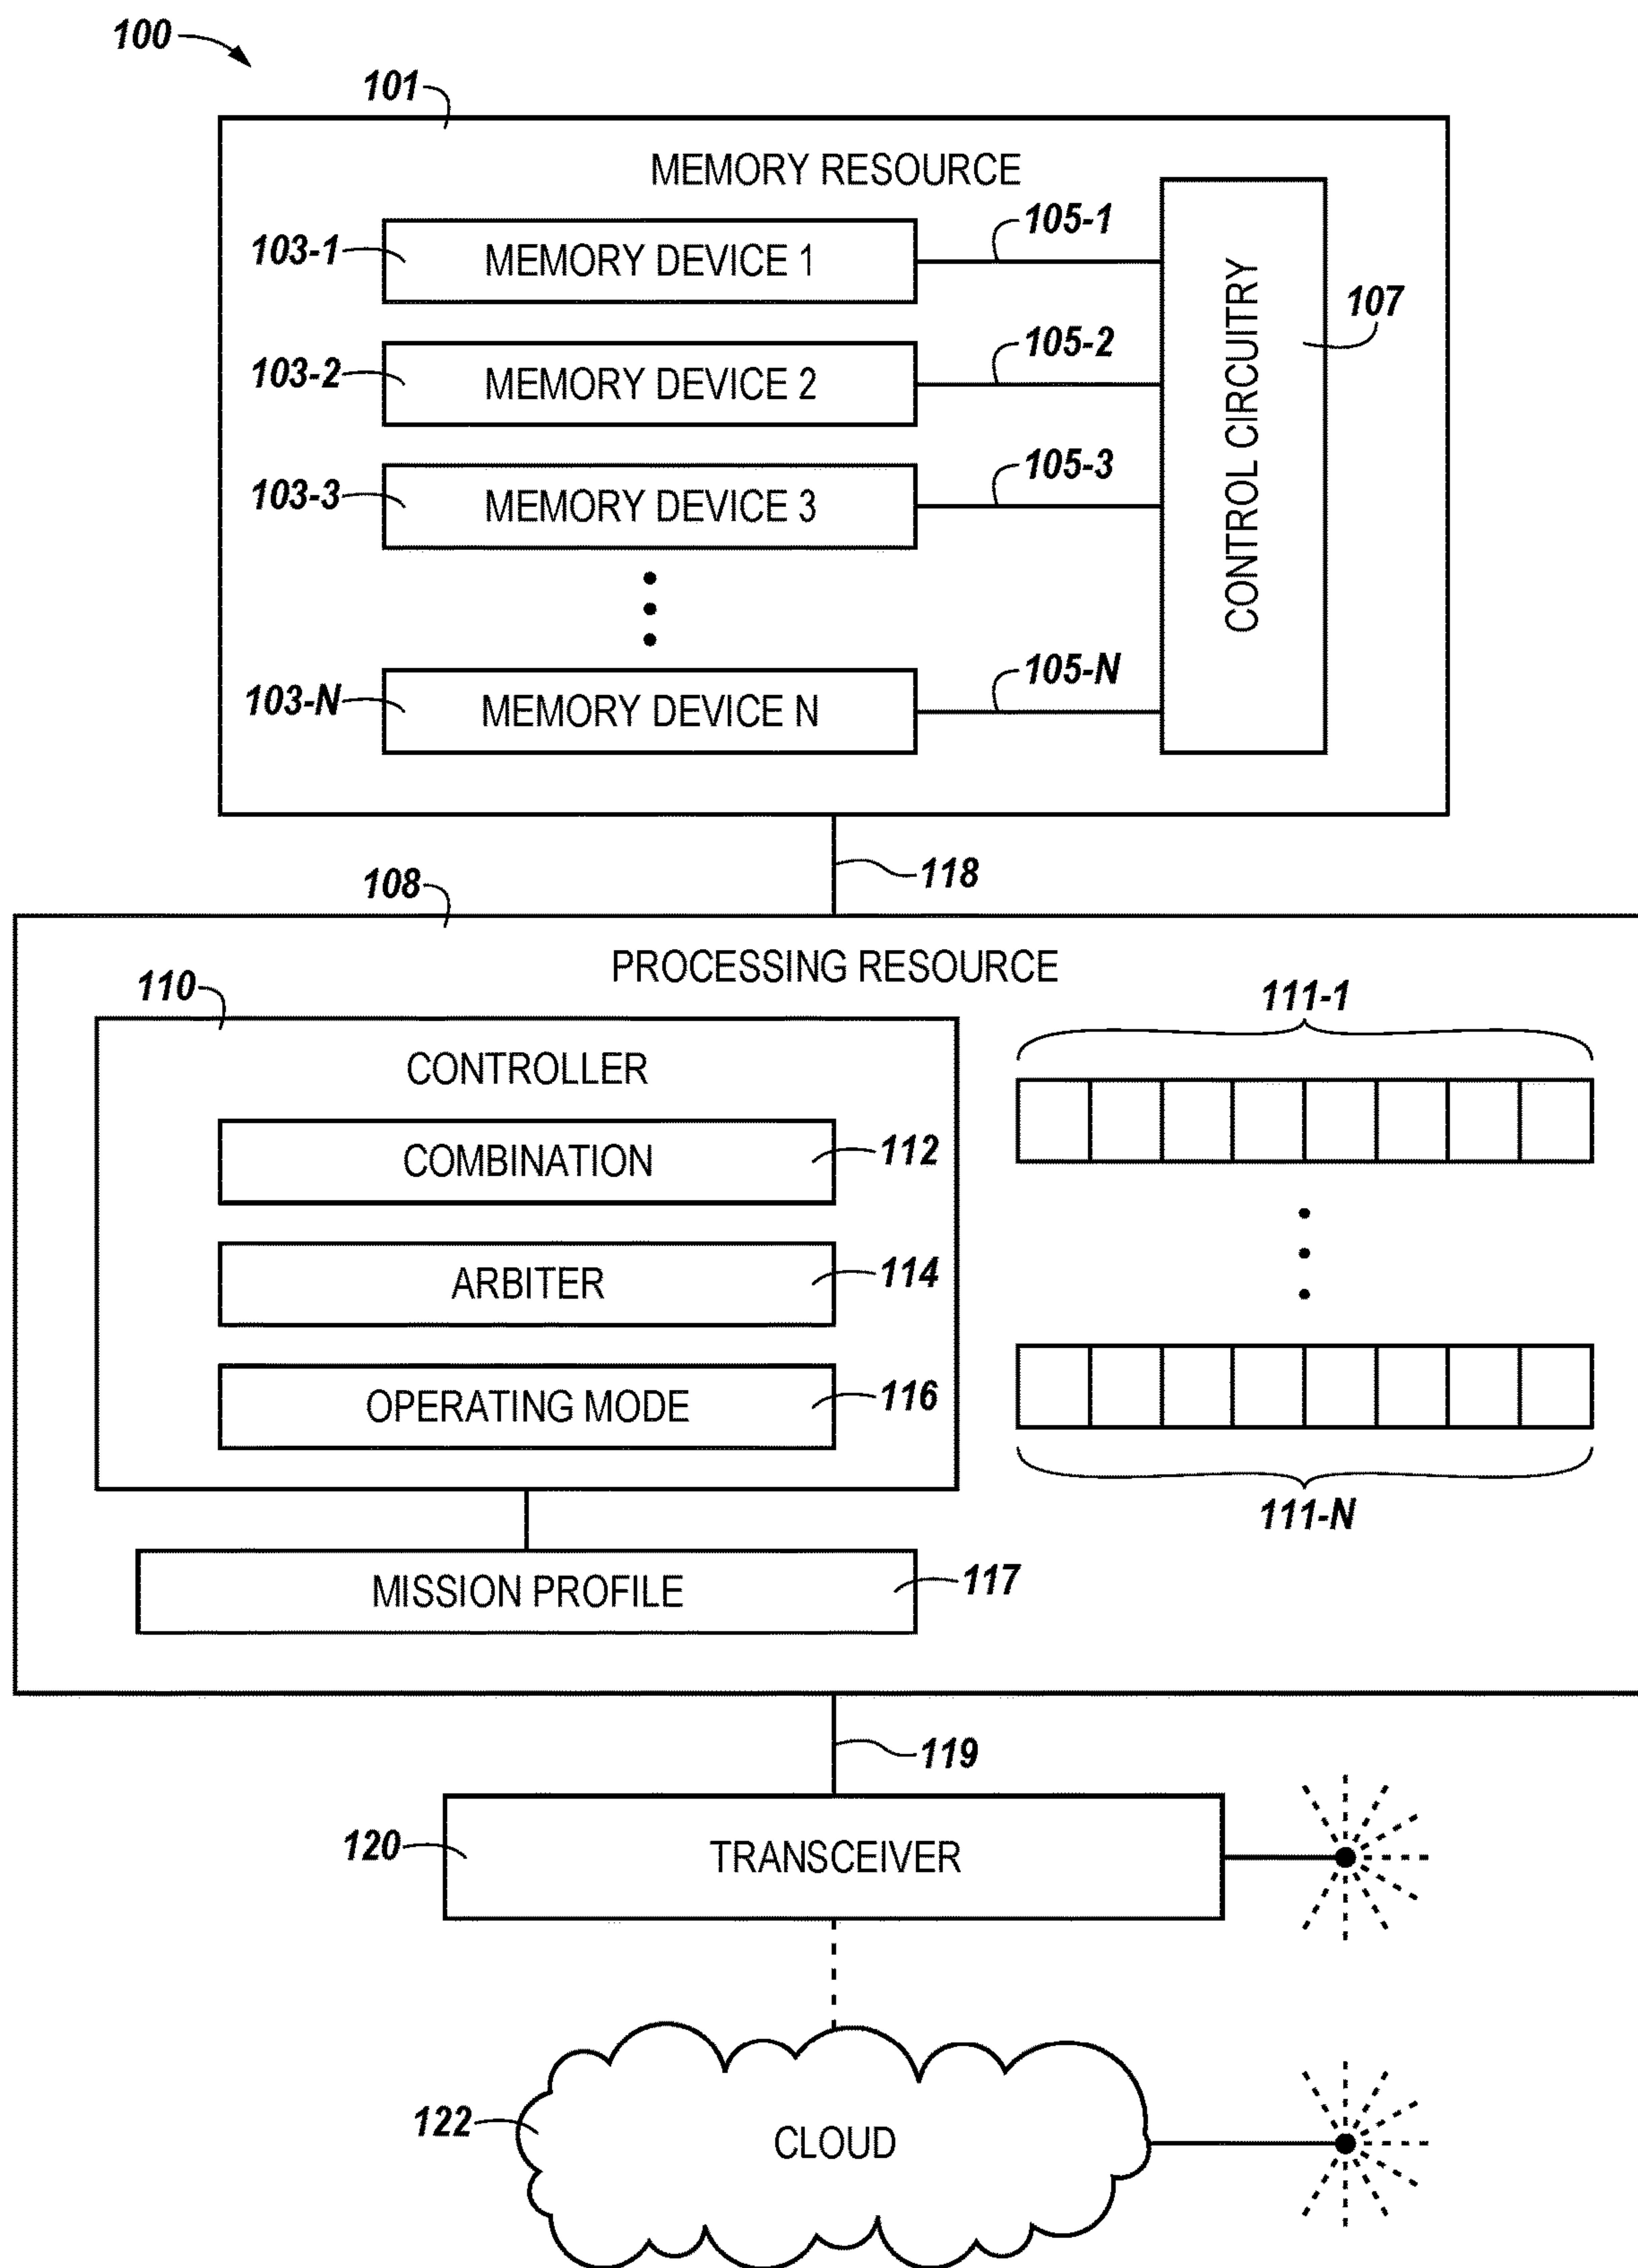 100
101
MEMORY RESOURCE
103-1 MEMORY DEVICE 1 105-1
103-2 MEMORY DEVICE 2 105-2
103-3 MEMORY DEVICE 3 105-3
103-N MEMORY DEVICE N 105-N
CONTROL CIRCUITRY
107
118
108
PROCESSING RESOURCE
110
CONTROLLER
COMBINATION 112
ARBITER 114
OPERATING MODE 116
111-1
111-N
MISSION PROFILE 117
119
120 TRANSCEIVER
122 CLOUD